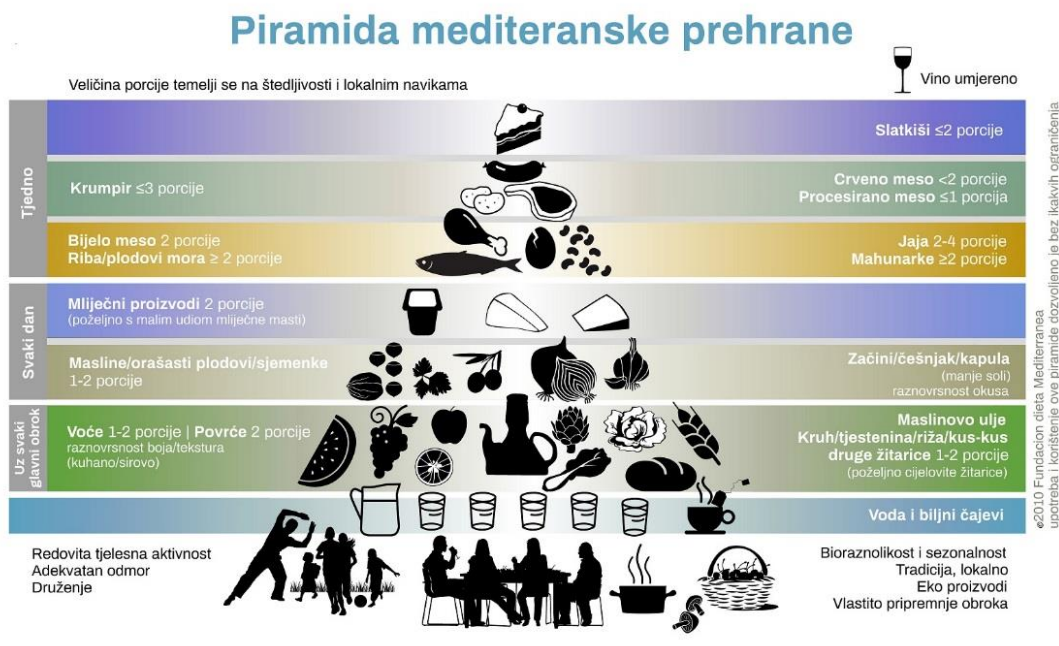 Piramida mediteranske prehrane
Veličina porcije temelji se na štedljivosti i lokalnim navikama
Vino umjereno
Tjedno
Slatkiši ≤2 porcije
Krumpir ≤3 porcije
Crveno meso <2 porcije
Procesirano meso ≤1 porcija
Bijelo meso 2 porcije
Riba/plodovi mora ≥ 2 porcije
Jaja 2-4 porcije
Mahunarke ≥2 porcije
Svaki dan
Mliječni proizvodi 2 porcije
(poželjno s malim udiom mliječne masti)
Masline/orašasti plodovi/sjemenke
1-2 porcije
Začini/češnjak/kapula
(manje soli)
raznovrsnost okusa
Uz svaki
glavni obrok
Voće 1-2 porcije | Povrće 2 porcije
raznovrsnost boja/tekstura
(kuhano/sirovo)
Maslinovo ulje
Kruh/tjestenina/riža/kus-kus
druge žitarice 1-2 porcije
(poželjno cijelovite žitarice)
Voda i biljni čajevi
Redovita tjelesna aktivnost
Adekvatan odmor
Druženje
Bioraznolikost i sezonalnost
Tradicija, lokalno
Eko proizvodi
Vlastito pripremnje obroka
©2010 Fundacion dieta Mediterranea
upotreba i korištenje ove piramide dozvoljeno je bez ikakvih ograničenja